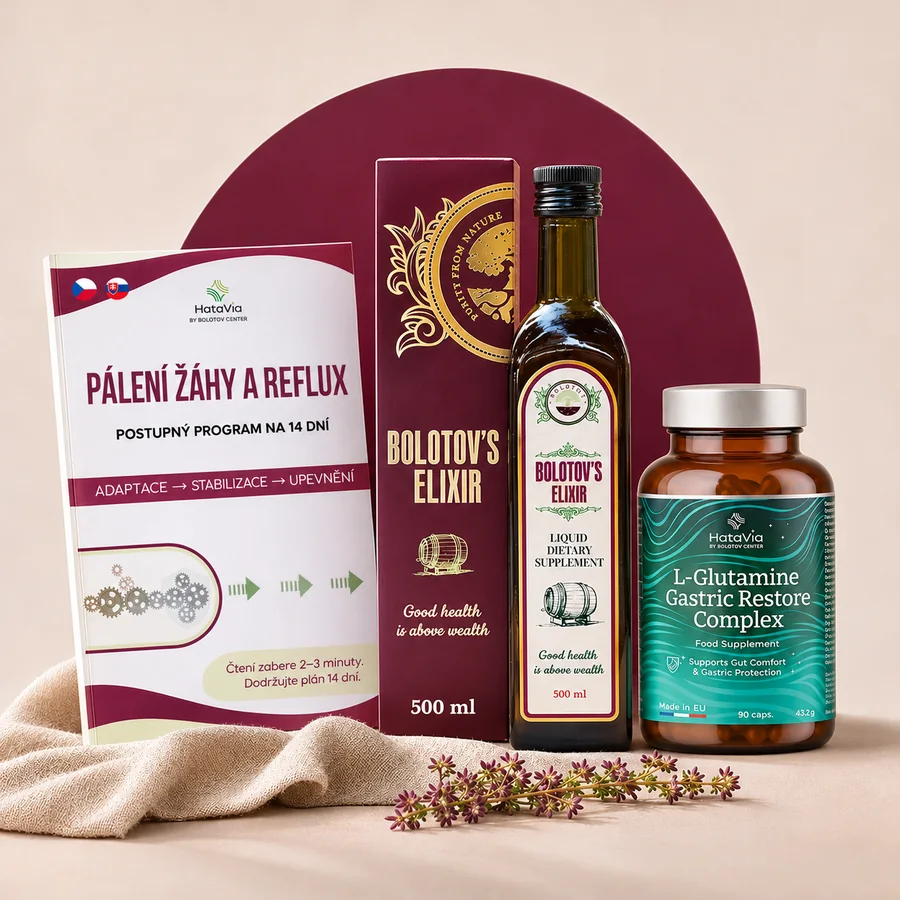 HataVia
BY BOLOTOV CENTER
PÁLENÍ ŽÁHY A REFLUX
POSTUPNÝ PROGRAM NA 14 DNÍ
ADAPTACE → STABILIZACE → UPEVNĚNÍ
Čtení zabere 2–3 minuty.
Dodržujte plán 14 dní.
PURITY FROM NATURE
BOLOTOV'S
ELIXIR
Good health
is above wealth
500 ml
BOLOTOV
BOLOTOV'S
ELIXIR
LIQUID
DIETARY
SUPPLEMENT
Good health
is above wealth
500 ml
HataVia
BY BOLOTOV CENTER
L-Glutamine
Gastric Restore
Complex
Food Supplement
Supports Gut Comfort
& Gastric Protection
Made in EU
90 caps.
43.2g